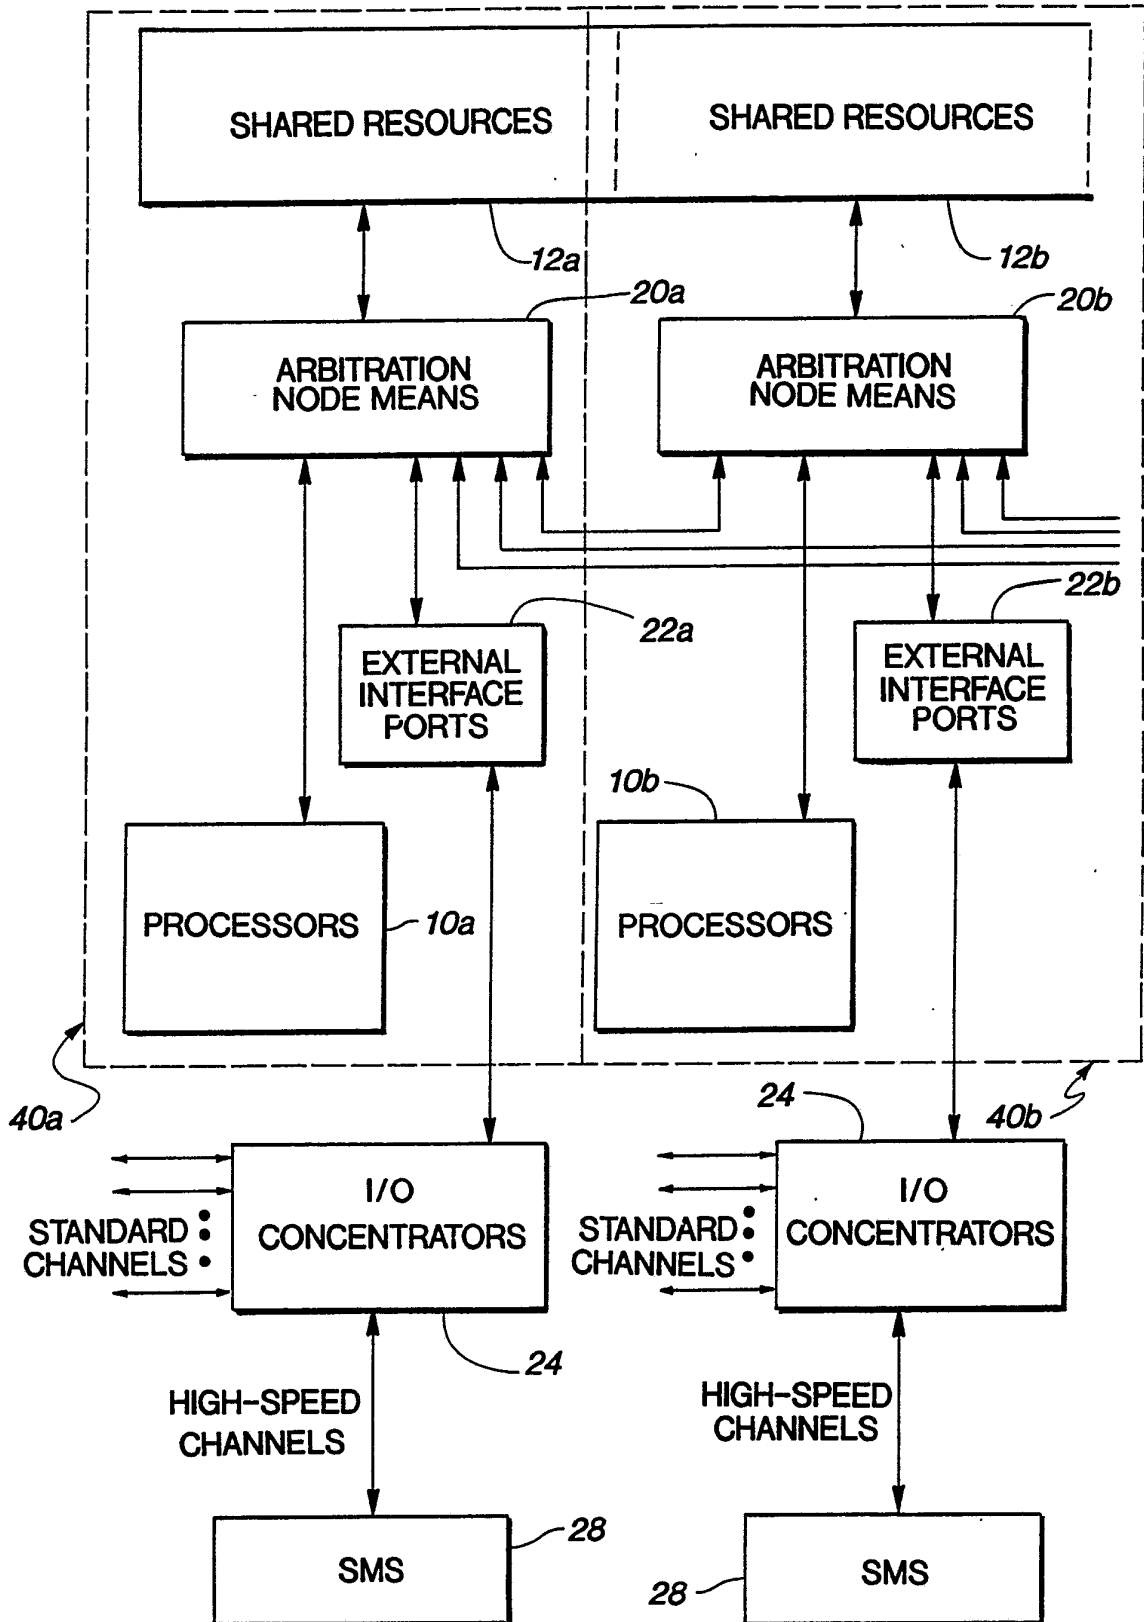 SHARED RESOURCES
SHARED RESOURCES
12a
12b
20a
20b
ARBITRATION
NODE MEANS
ARBITRATION
NODE MEANS
22a
22b
EXTERNAL
INTERFACE
PORTS
EXTERNAL
INTERFACE
PORTS
10b
PROCESSORS
10a
PROCESSORS
40a
24
40b
I/O
CONCENTRATORS
STANDARD
CHANNELS
I/O
CONCENTRATORS
STANDARD
CHANNELS
24
HIGH-SPEED
CHANNELS
HIGH-SPEED
CHANNELS
28
SMS
28
SMS